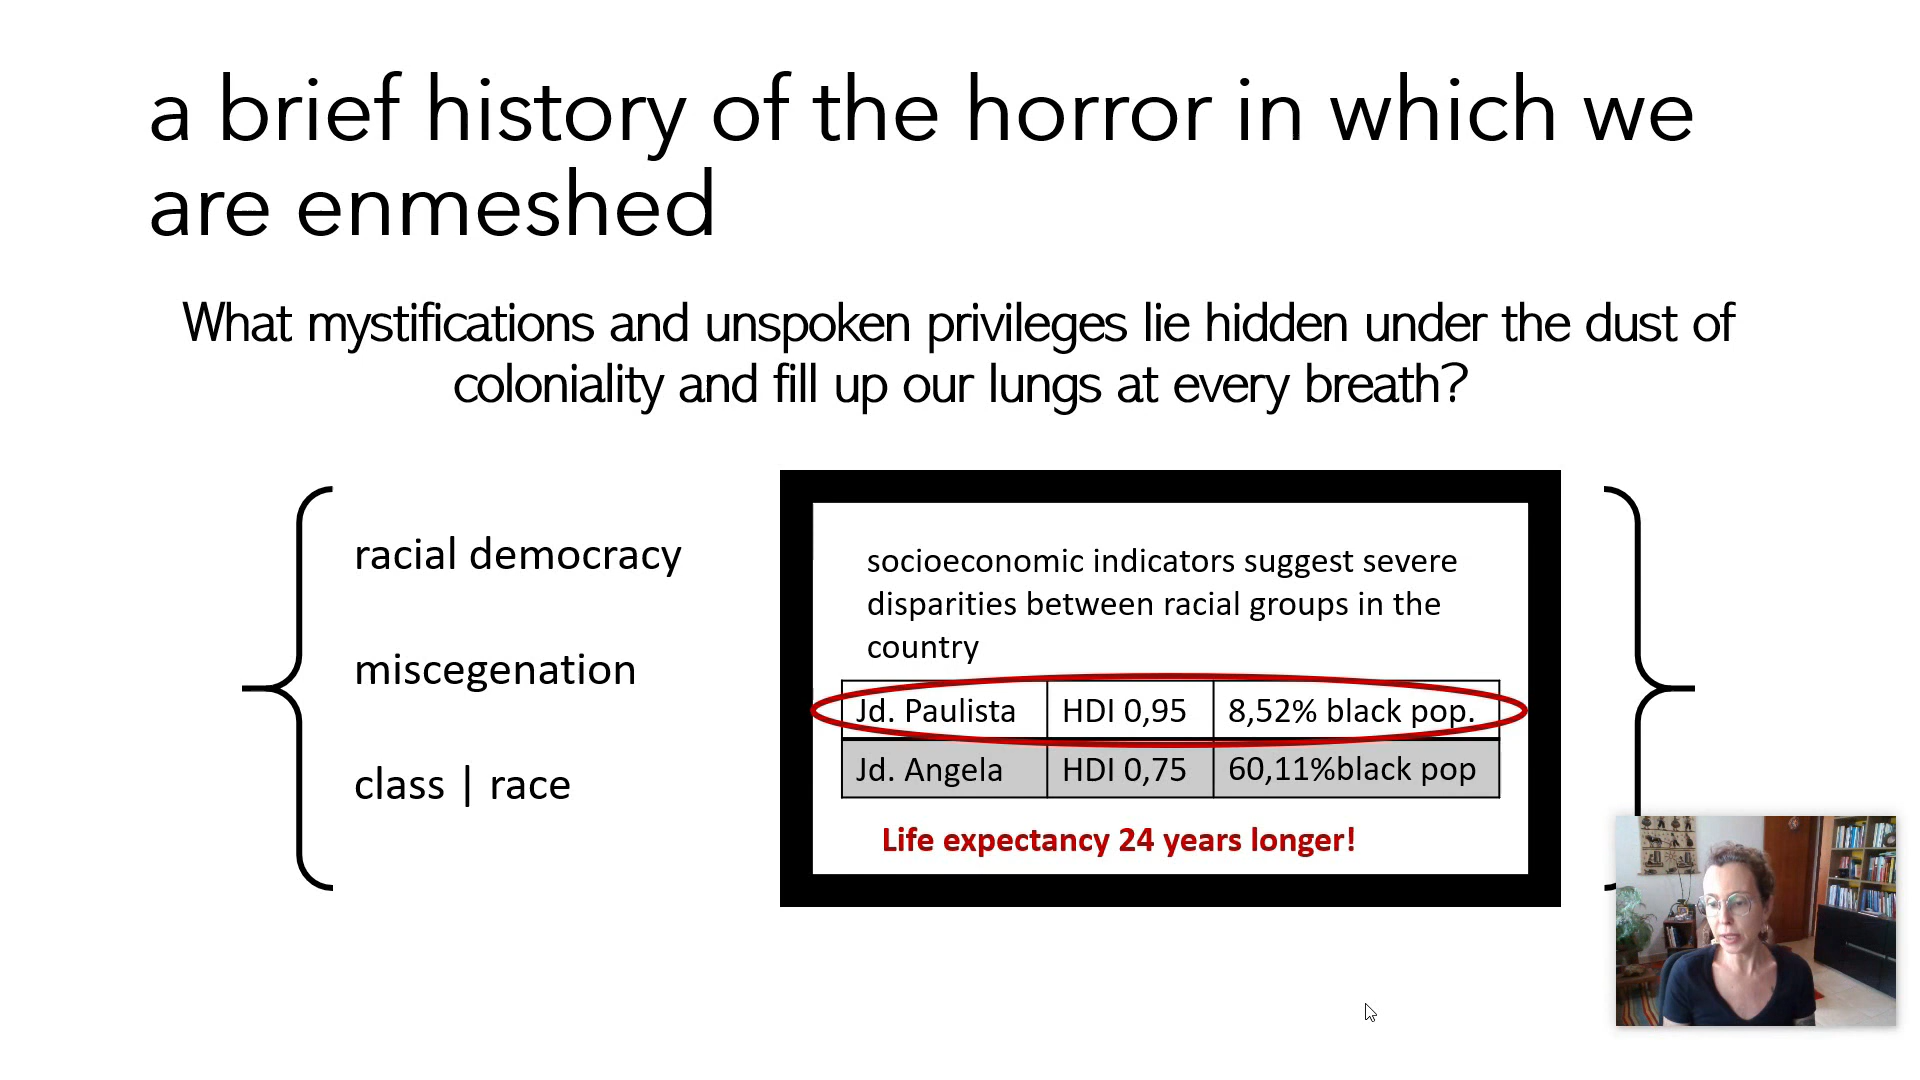 a brief history of the horror in which we
are enmeshed
What mystifications and unspoken privileges lie hidden under the dust of
coloniality and fill up our lungs at every breath?
racial democracy
miscegenation
class | race
socioeconomic indicators suggest severe
disparities between racial groups in the
country
Jd. Paulista HDI 0,95 8,52% black pop.
Jd. Angela HDI 0,75 60,11%black pop
Life expectancy 24 years longer!